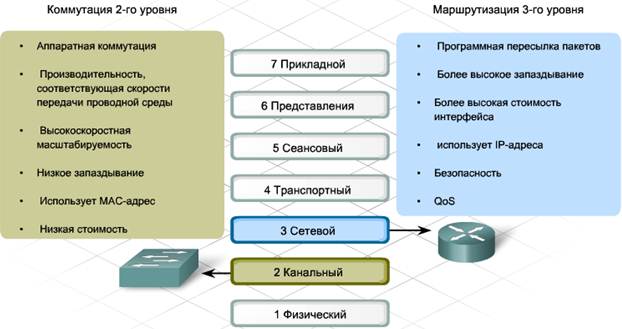 Коммутация 2-го уровня
Аппаратная коммутация
Производительность,
соответствующая скорости
передачи проводной среды
Высокоскоростная
масштабируемость
Низкое запаздывание
Использует MAC-адрес
Низкая стоимость
7 Прикладной
6 Представления
5 Сеансовый
4 Транспортный
3 Сетевой
2 Канальный
1 Физический
Маршрутизация 3-го уровня
Программная пересылка пакетов
Более высокое запаздывание
Более высокая стоимость
интерфейса
использует IP-адреса
Безопасность
QoS